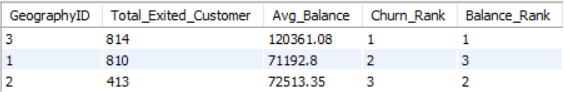 GeographyID Total_Exited_Customer Avg_Balance Churn_Rank Balance_Rank
3 814 120361.08 1 1
1 810 71192.8 2 3
2 413 72513.35 3 2